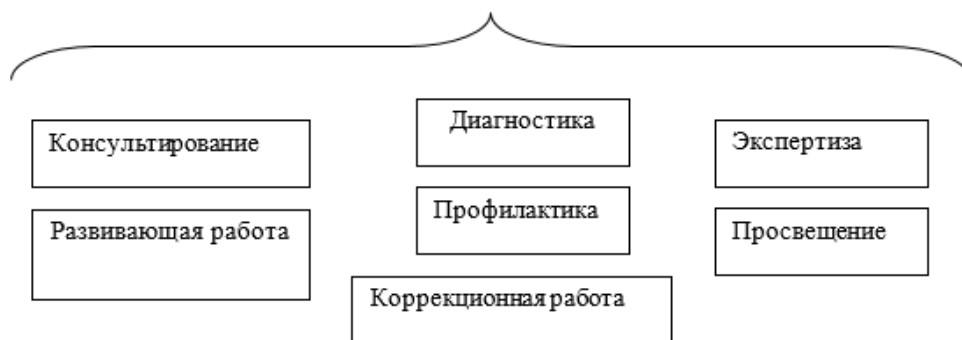 Диагностика
Консультирование
Экспертиза
Профилактика
Развивающая работа
Просвещение
Коррекционная работа